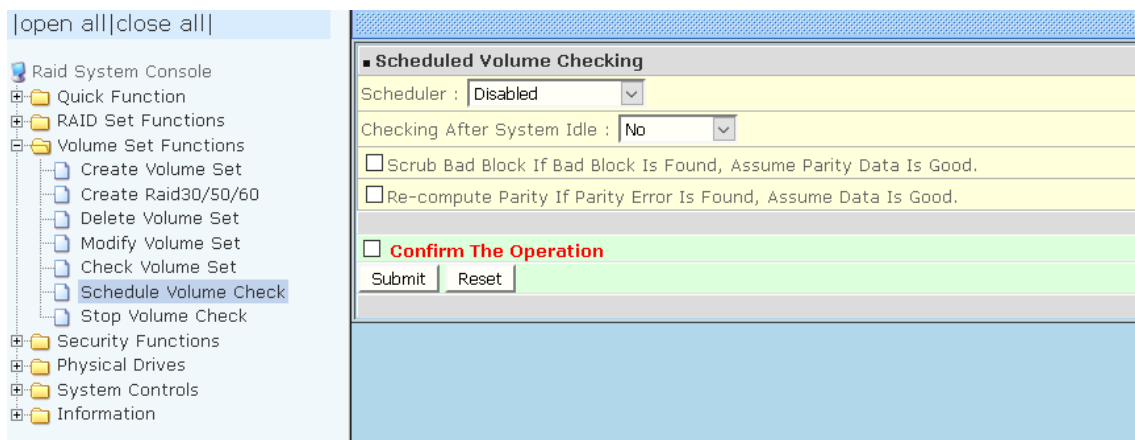 |open all|close all|
Raid System Console
Quick Function
RAID Set Functions
Volume Set Functions
Create Volume Set
Create Raid30/50/60
Delete Volume Set
Modify Volume Set
Check Volume Set
Schedule Volume Check
Stop Volume Check
Security Functions
Physical Drives
System Controls
Information
Scheduled Volume Checking
Scheduler : Disabled
Checking After System Idle : No
Scrub Bad Block If Bad Block Is Found, Assume Parity Data Is Good.
Re-compute Parity If Parity Error Is Found, Assume Data Is Good.
Confirm The Operation
Submit Reset